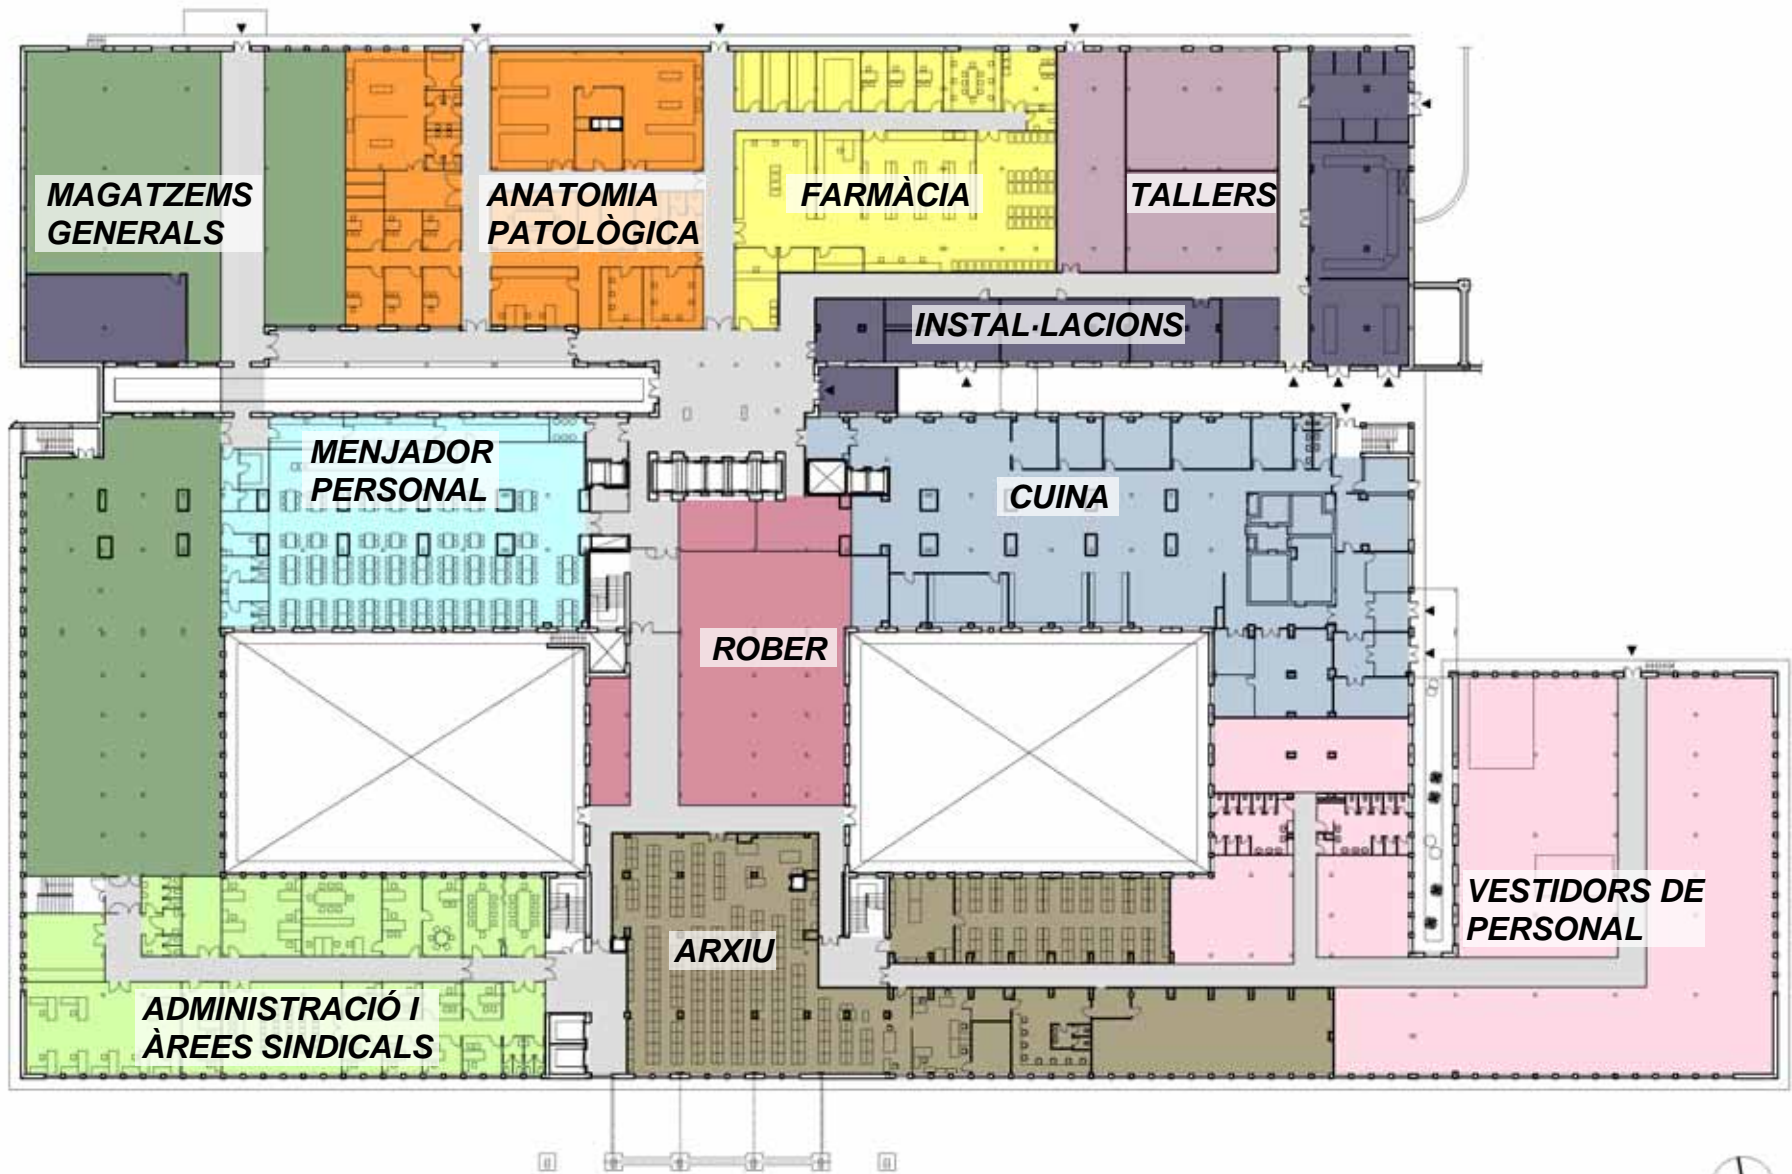 MAGATZEMS
GENERALS
ANATOMIA
PATOLÒGICA
FARMÀCIA
TALLERS
INSTAL·LACIONS
MENJADOR
PERSONAL
CUINA
ROBER
VESTIDORS DE
PERSONAL
ARXIU
ADMINISTRACIÓ I
ÀREES SINDICALS